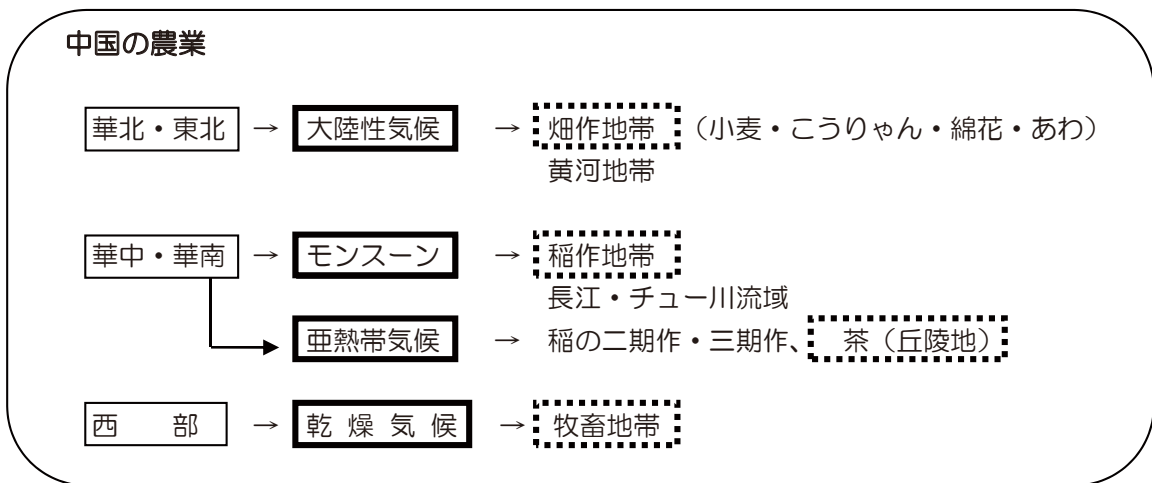 中国の農業
華北・東北 → 大陸性気候 → 畑作地帯 (小麦・こうりゃん・綿花・あわ)
黄河地帯
華中・華南 → モンスーン → 稲作地帯
長江・チュー川流域
亜熱帯気候 → 稲の二期作・三期作、 茶（丘陵地）
西 部 → 乾 燥 気 候 → 牧畜地帯